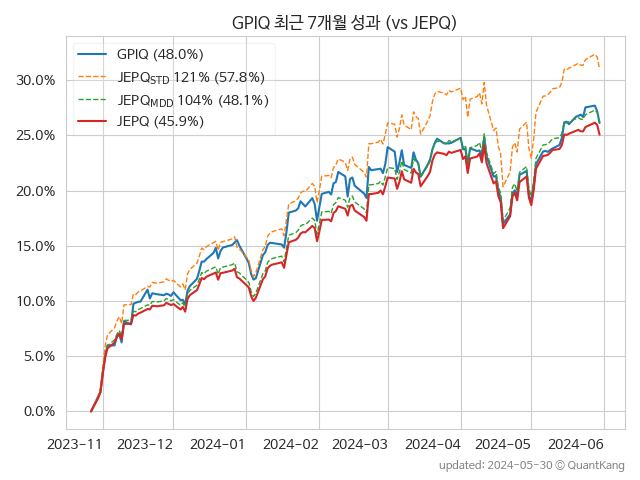 GPIQ 최근 7개월 성과 (vs JEPQ)
GPIQ (48.0%)
JEPQSTD 121% (57.8%)
JEPQMDD 104% (48.1%)
JEPQ (45.9%)
30.0%
25.0%
20.0%
15.0%
10.0%
5.0%
0.0%
2023−11 2023−12 2024−01 2024−02 2024−03 2024−04 2024−05 2024−06
updated: 2024-05-30 © QuantKang